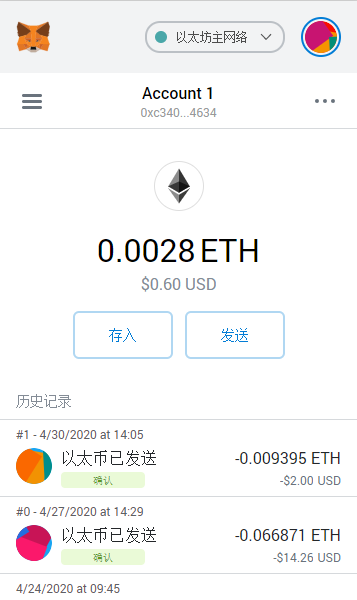 以太坊主网络
Account 1
0xc340...4634
0.0028 ETH
$0.60 USD
存入
发送
历史记录
#1 - 4/30/2020 at 14:05
以太币已发送
-0.009395 ETH
确认
-$2.00 USD
#0 - 4/27/2020 at 14:29
以太币已发送
-0.066871 ETH
确认
-$14.26 USD
4/24/2020 at 09:45